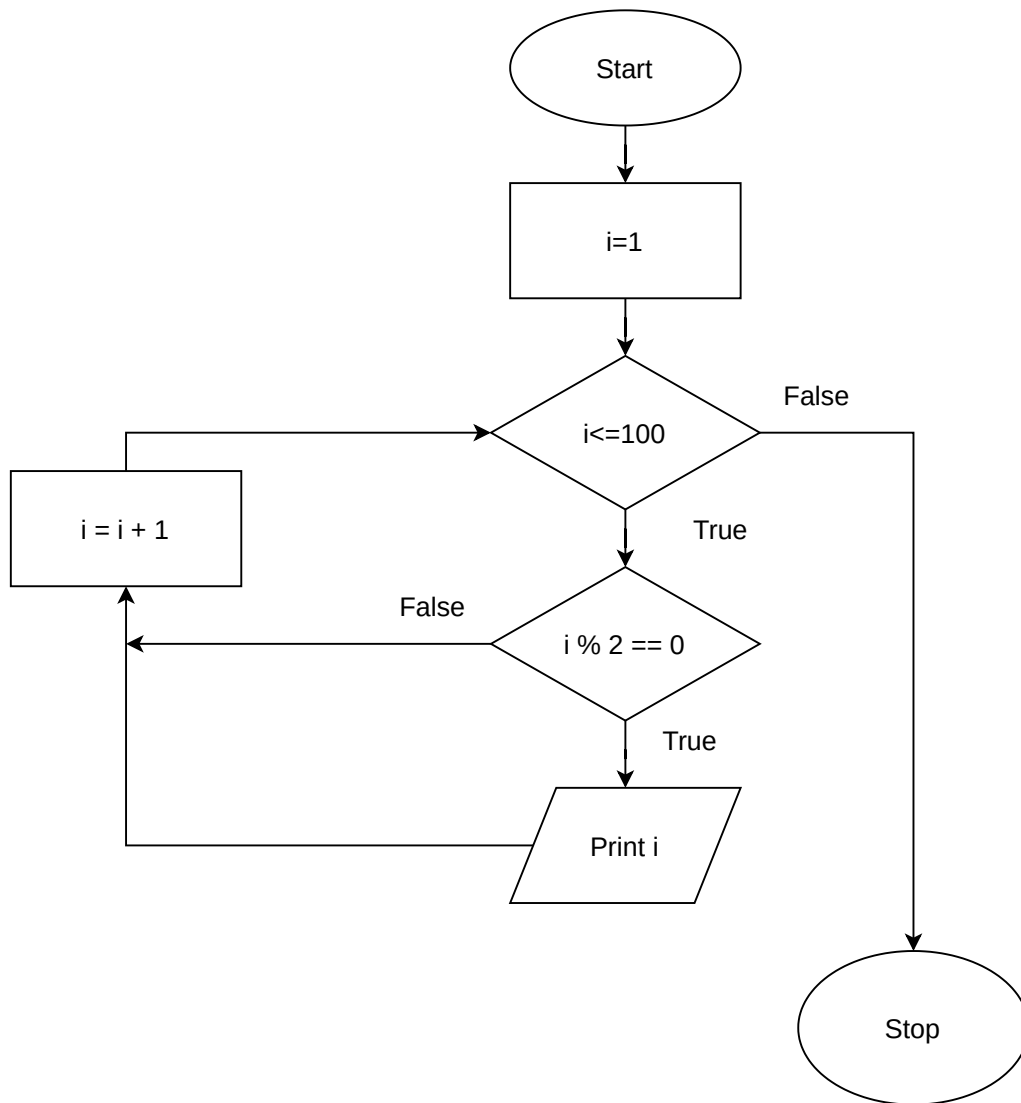 Start
i=1
i<=100
False
True
i = i + 1
False
i % 2 == 0
True
Print i
Stop